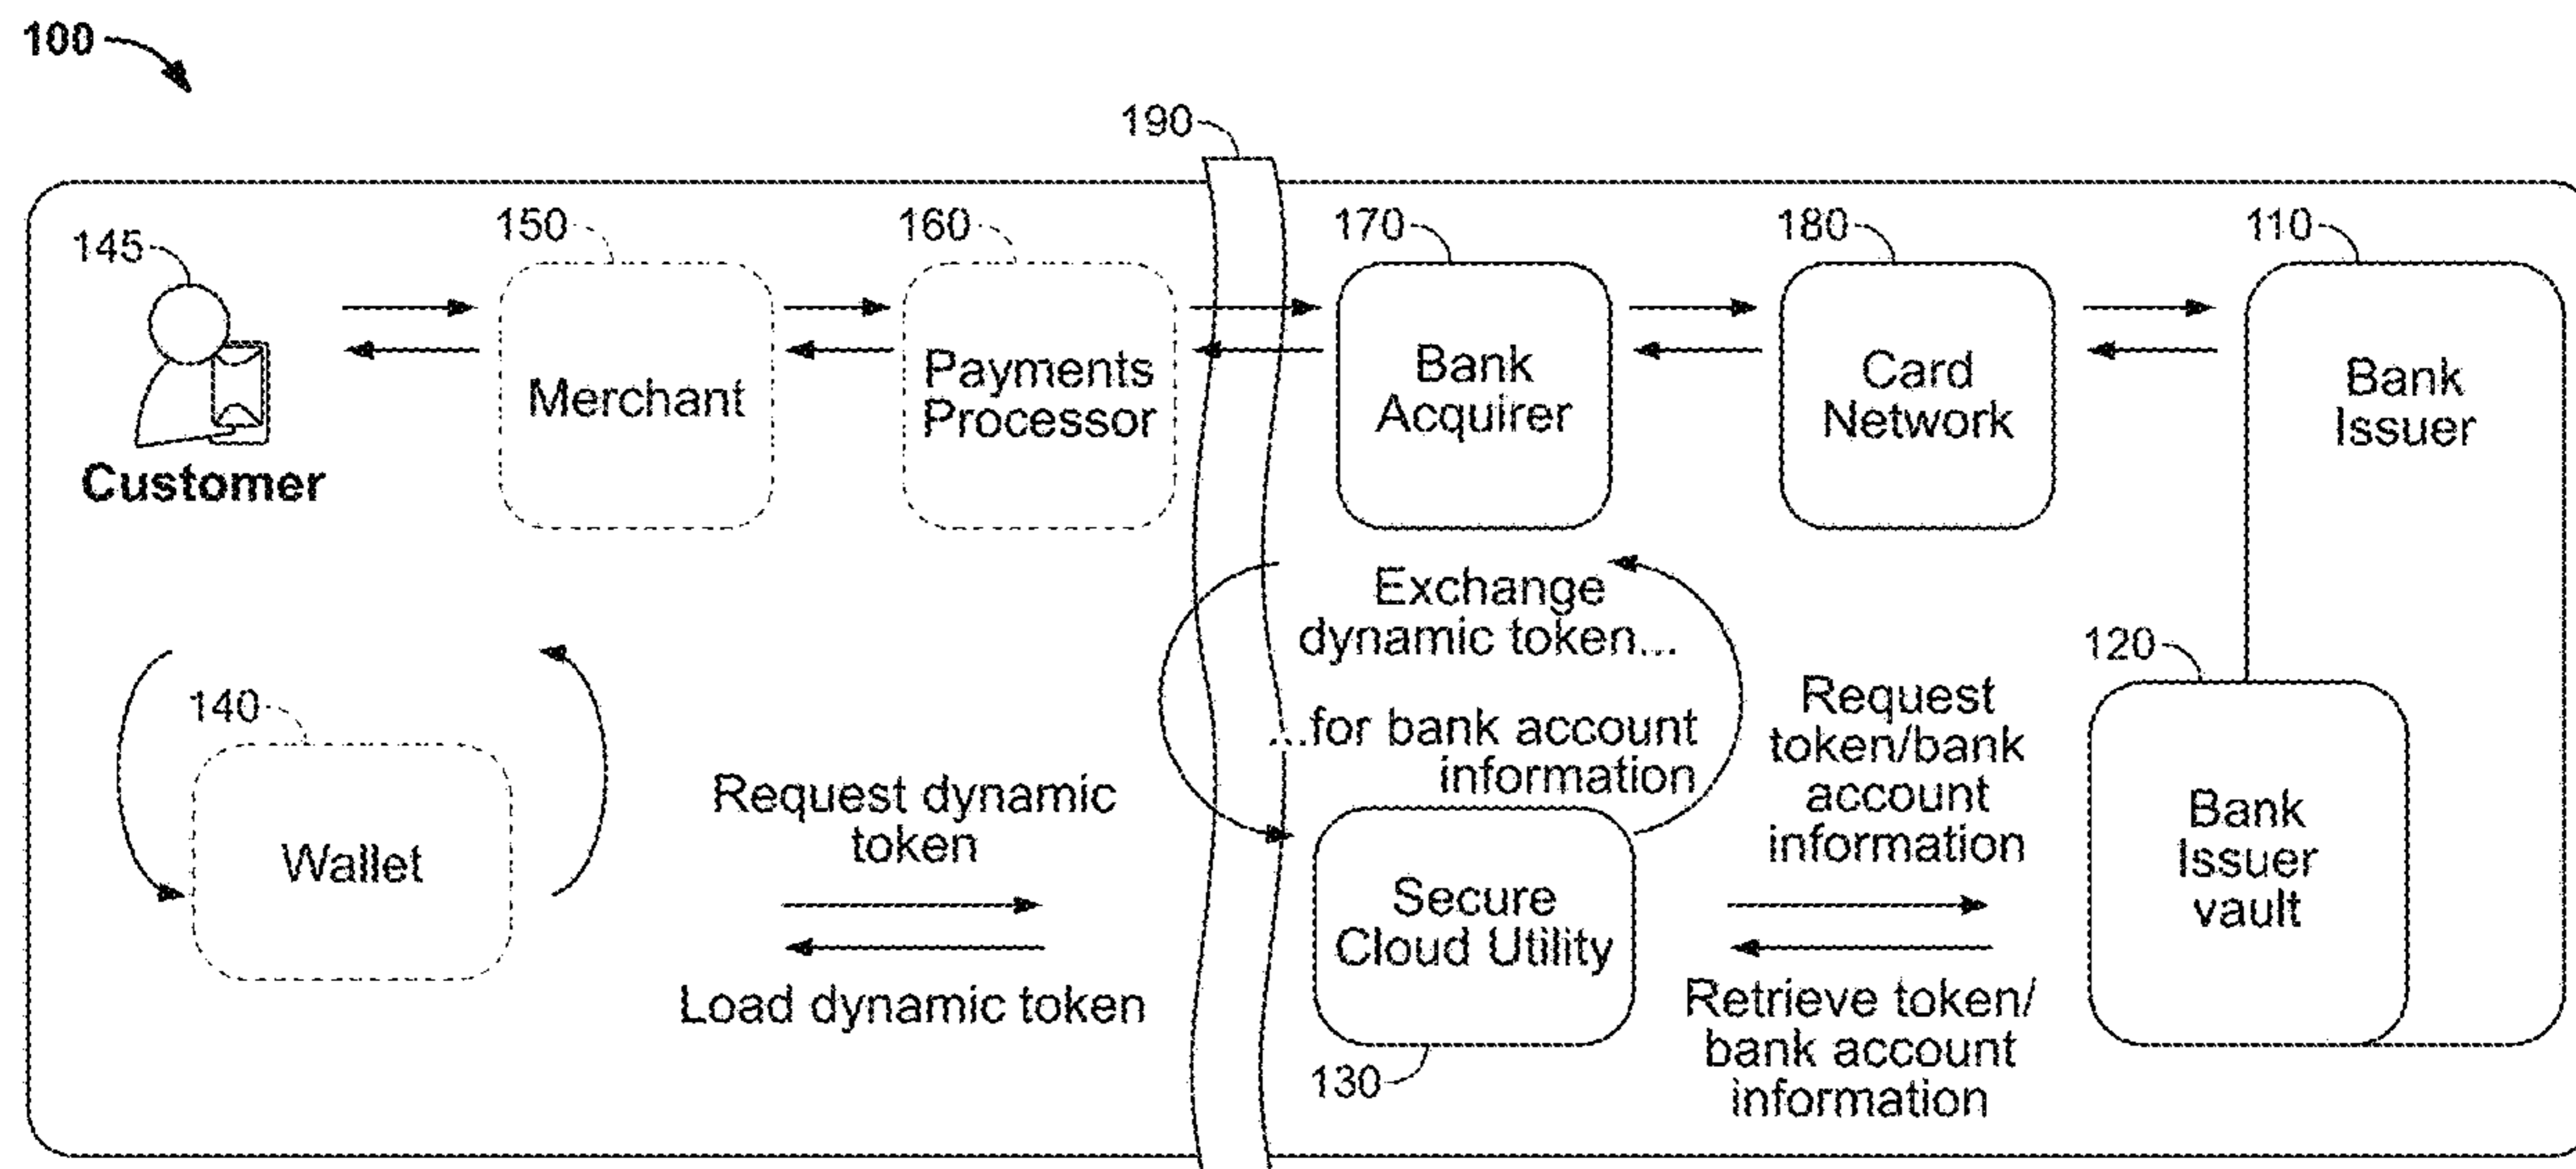 100
190
145
150
160
170
180
110
Customer
Merchant
Payments
Processor
Bank
Acquirer
Card
Network
Bank
Issuer
Exchange
dynamic token...
...for bank account
information
140
Wallet
Request dynamic
token
Load dynamic token
Secure
Cloud Utility
130
Request
token/bank
account
information
Retrieve token/
bank account
information
120
Bank
Issuer
vault